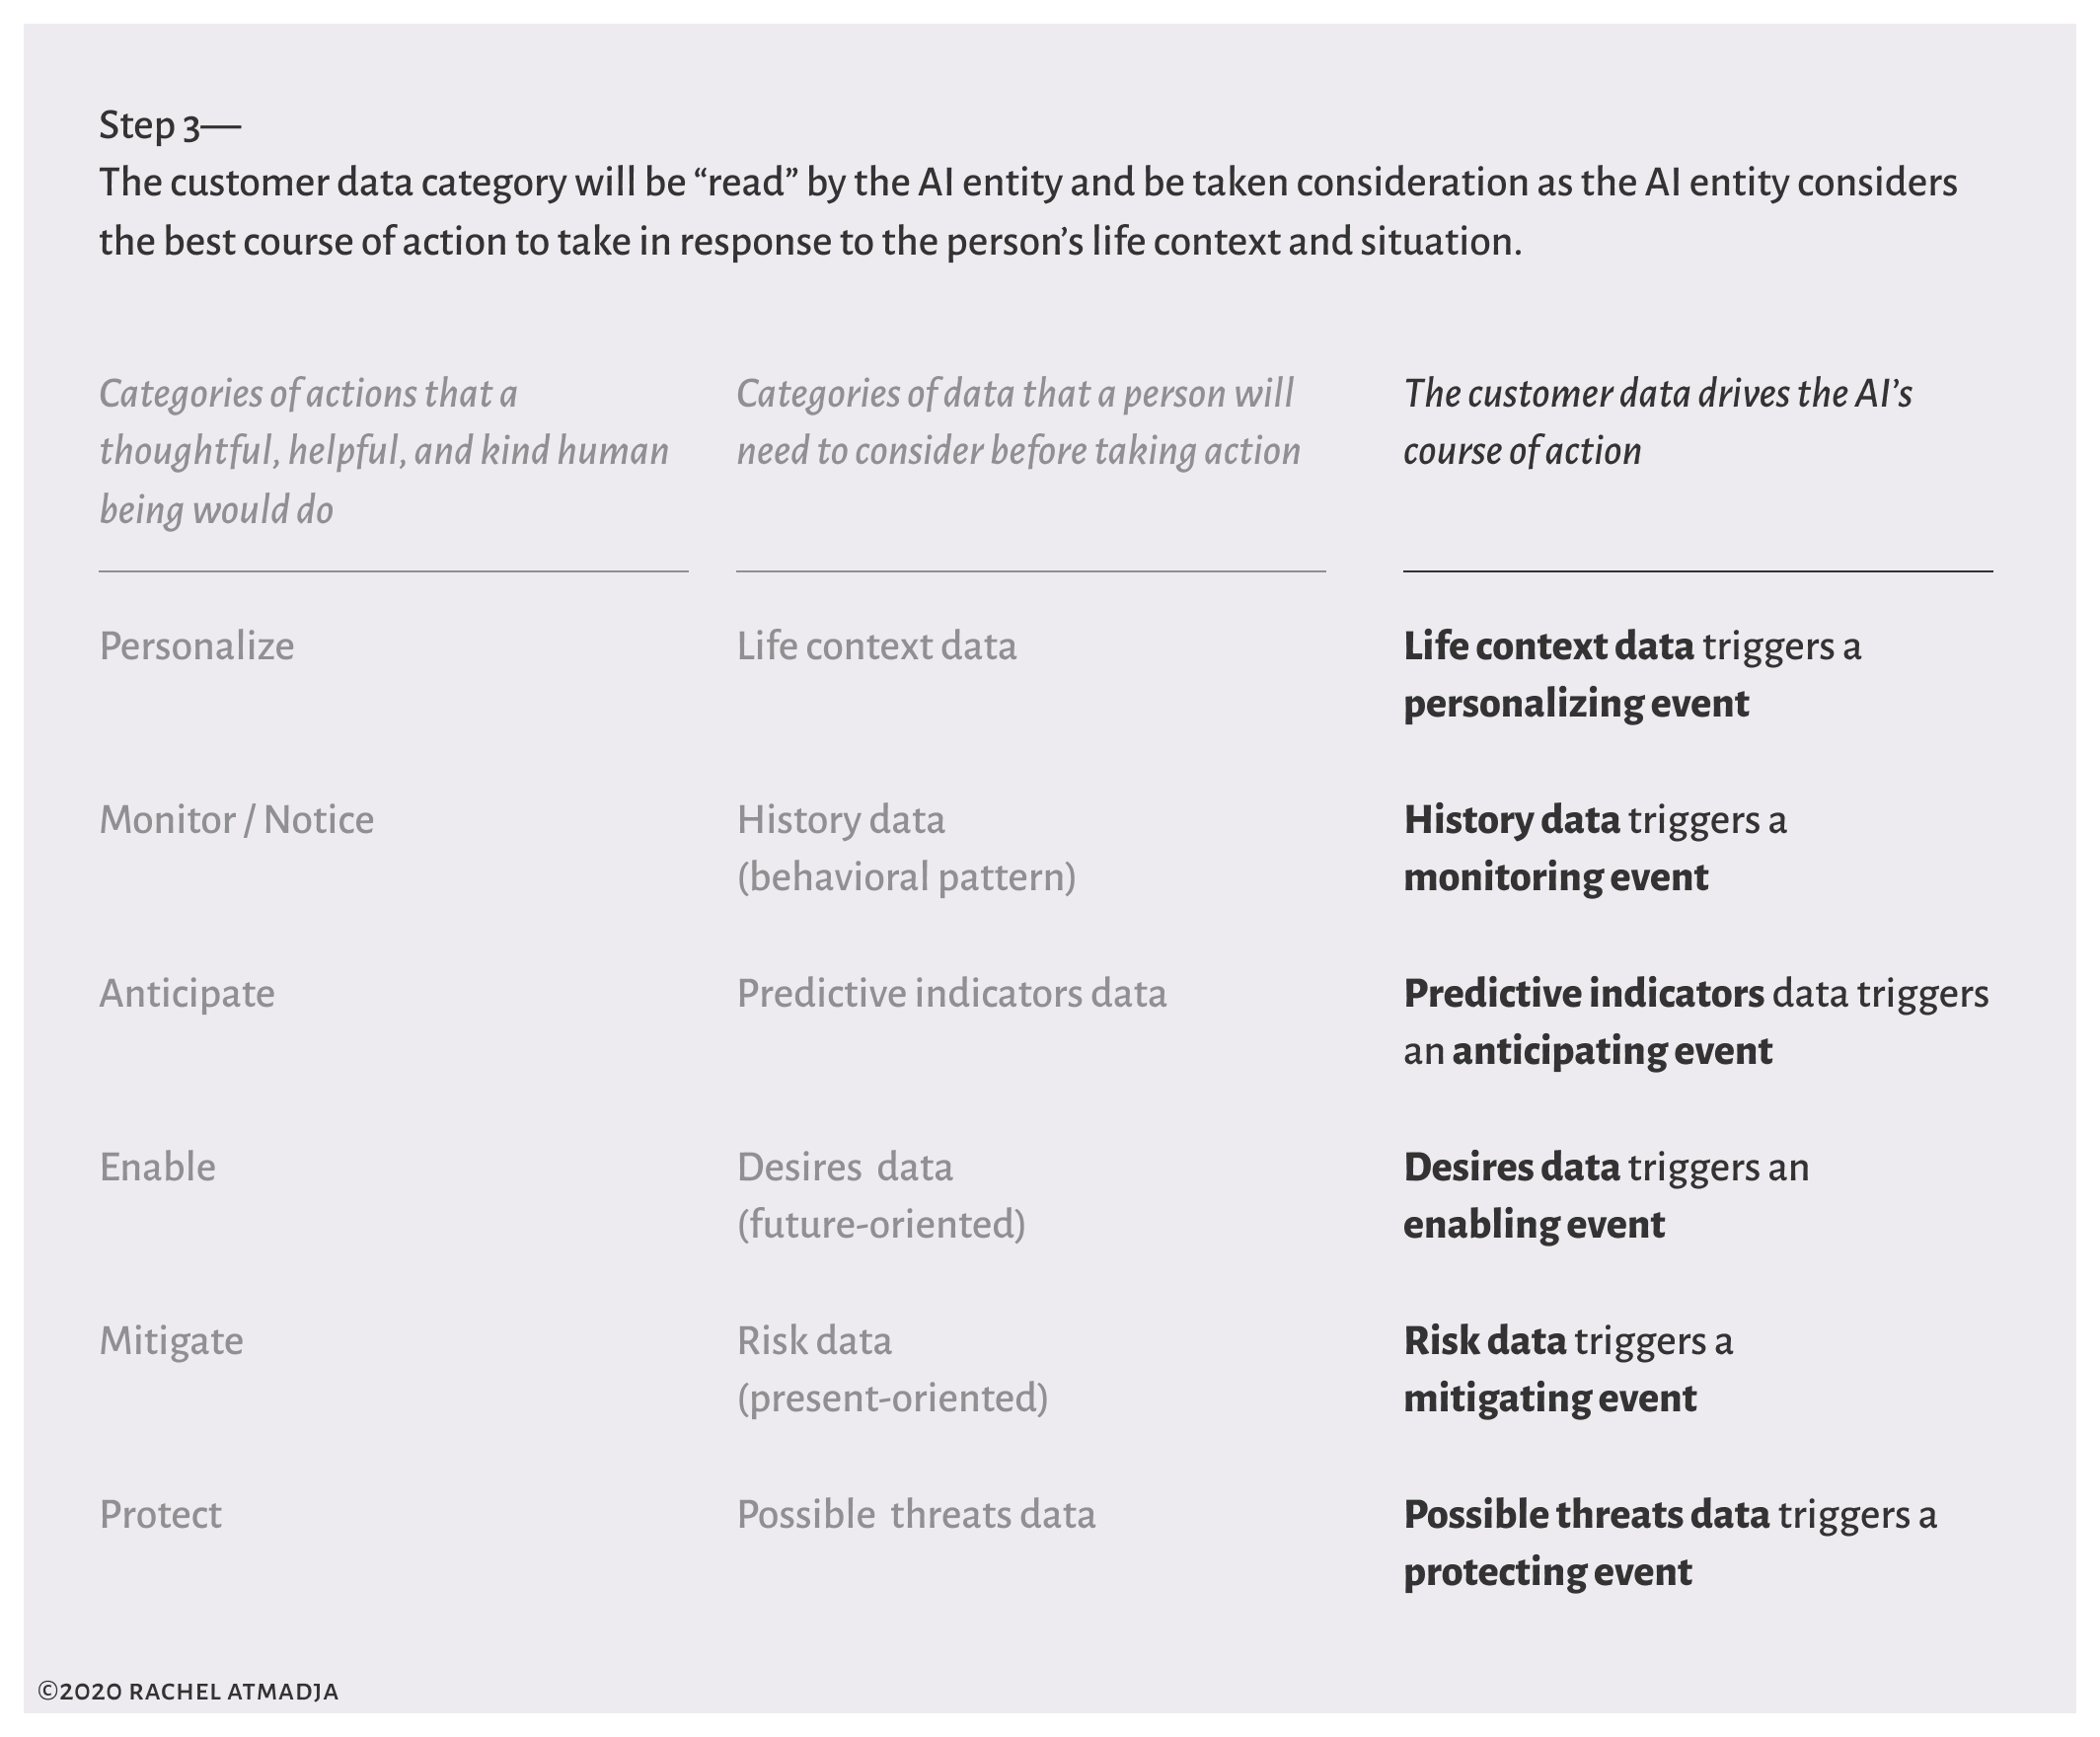 Step 3—
The customer data category will be “read” by the AI entity and be taken consideration as the AI entity considers
the best course of action to take in response to the person’s life context and situation.
Categories of actions that a
thoughtful, helpful, and kind human
being would do
Categories of data that a person will
need to consider before taking action
The customer data drives the AI’s
course of action
Personalize
Life context data
Life context data triggers a
personalizing event
Monitor / Notice
History data
(behavioral pattern)
History data triggers a
monitoring event
Anticipate
Predictive indicators data
Predictive indicators data triggers
an anticipating event
Enable
Desires  data
(future-oriented)
Desires data triggers an
enabling event
Mitigate
Risk data
(present-oriented)
Risk data triggers a
mitigating event
Protect
Possible  threats data
Possible threats data triggers a
protecting event
©2020 RACHEL ATMADJA